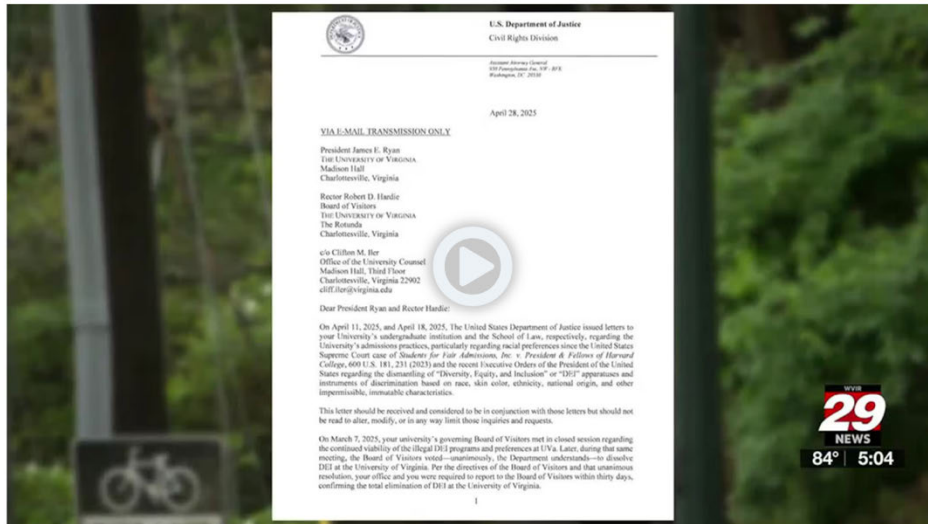 U.S. Department of Justice
Civil Rights Division
Assistant Attorney General
950 Pennsylvania Ave, NW - RFK
Washington, DC 20530
April 28, 2025
VIA E-MAIL TRANSMISSION ONLY
President James E. Ryan
THE UNIVERSITY OF VIRGINIA
Madison Hall
Charlottesville, Virginia
Rector Robert D. Hardie
Board of Visitors
THE UNIVERSITY OF VIRGINIA
The Rotunda
Charlottesville, Virginia
c/o Clifton M. Iler
Office of the University Counsel
Madison Hall, Third Floor
Charlottesville, Virginia 22902
cliff.iler@virginia.edu
Dear President Ryan and Rector Hardie:
On April 11, 2025, and April 18, 2025, The United States Department of Justice issued letters to
your University's undergraduate institution and the School of Law, respectively, regarding the
University's admissions practices, particularly regarding racial preferences since the United States
Supreme Court case of Students for Fair Admissions, Inc. v. President & Fellows of Harvard
College, 600 U.S. 181, 231 (2023) and the recent Executive Orders of the President of the United
States regarding the dismantling of "Diversity, Equity, and Inclusion" or "DEI" apparatuses and
instruments of discrimination based on race, skin color, ethnicity, national origin, and other
impermissible, immutable characteristics.
This letter should be received and considered to be in conjunction with those letters but should not
be read to alter, modify, or in any way limit those inquiries and requests.
On March 7, 2025, your university's governing Board of Visitors met in closed session regarding
the continued viability of the illegal DEI programs and preferences at UVa. Later, during that same
meeting, the Board of Visitors voted—unanimously, the Department understands—to dissolve
DEI at the University of Virginia. Per the directives of the Board of Visitors and that unanimous
resolution, your office and you were required to report to the Board of Visitors within thirty days,
confirming the total elimination of DEI at the University of Virginia.
1
WVIR
29
NEWS
84° 5:04